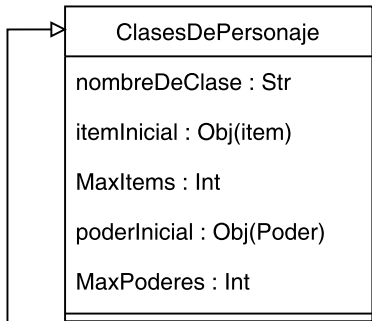 ClasesDePersonaje
nombreDeClase : Str
itemInicial : Obj(item)
MaxItems : Int
poderInicial : Obj(Poder)
MaxPoderes : Int